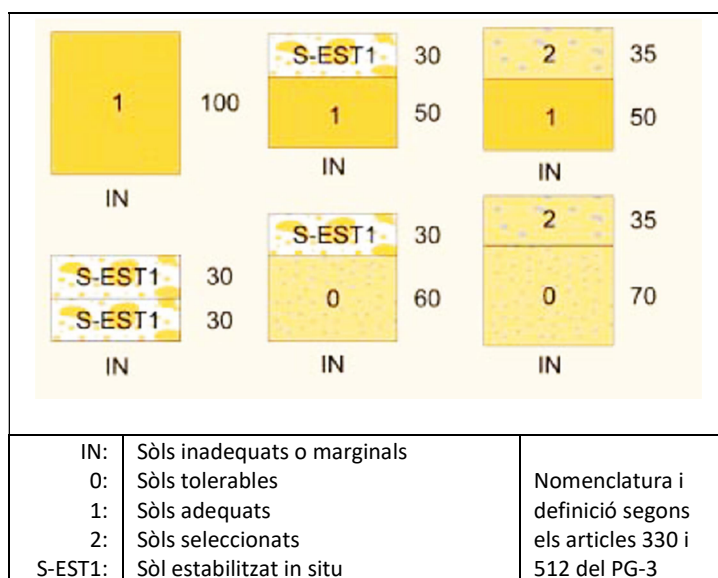 1 100
IN
S-EST1 30
1 50
IN
2 35
1 50
IN
S-EST1 30
S-EST1 30
IN
S-EST1 30
0 60
IN
2 35
0 70
IN
IN: Sòls inadequats o marginals
0: Sòls tolerables
1: Sòls adequats
2: Sòls seleccionats
S-EST1: Sòl estabilitzat in situ
Nomenclatura i
definició segons
els articles 330 i
512 del PG-3